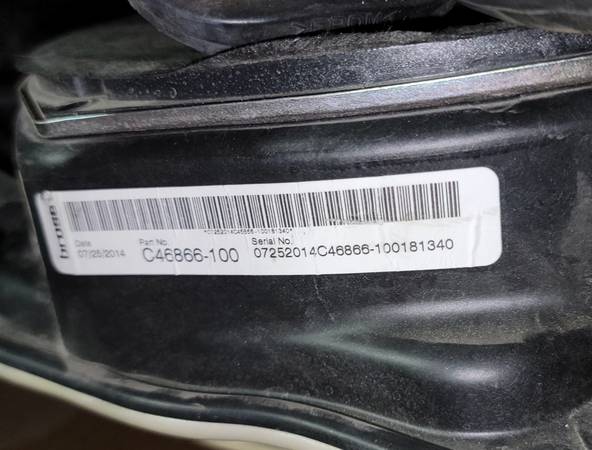 brose
*07252014C46866-100181340*
Date
Part No.
Serial No.
07/25/2014
C46866-100
07252014C46866-100181340